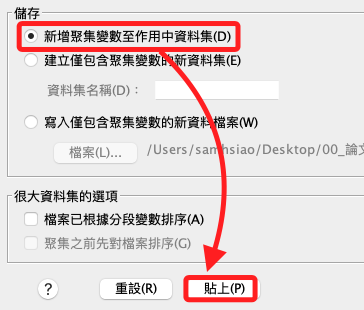 儲存
新增聚集變數至作用中資料集(D)
建立僅包含聚集變數的新資料集(E)
資料集名稱(D)：
寫入僅包含聚集變數的新資料檔案(W)
檔案(L)... /Users/samhsiao/Desktop/00_論文
很大資料集的選項
檔案已根據分段變數排序(A)
聚集之前先對檔案排序(G)
? 重設(R) 貼上(P)